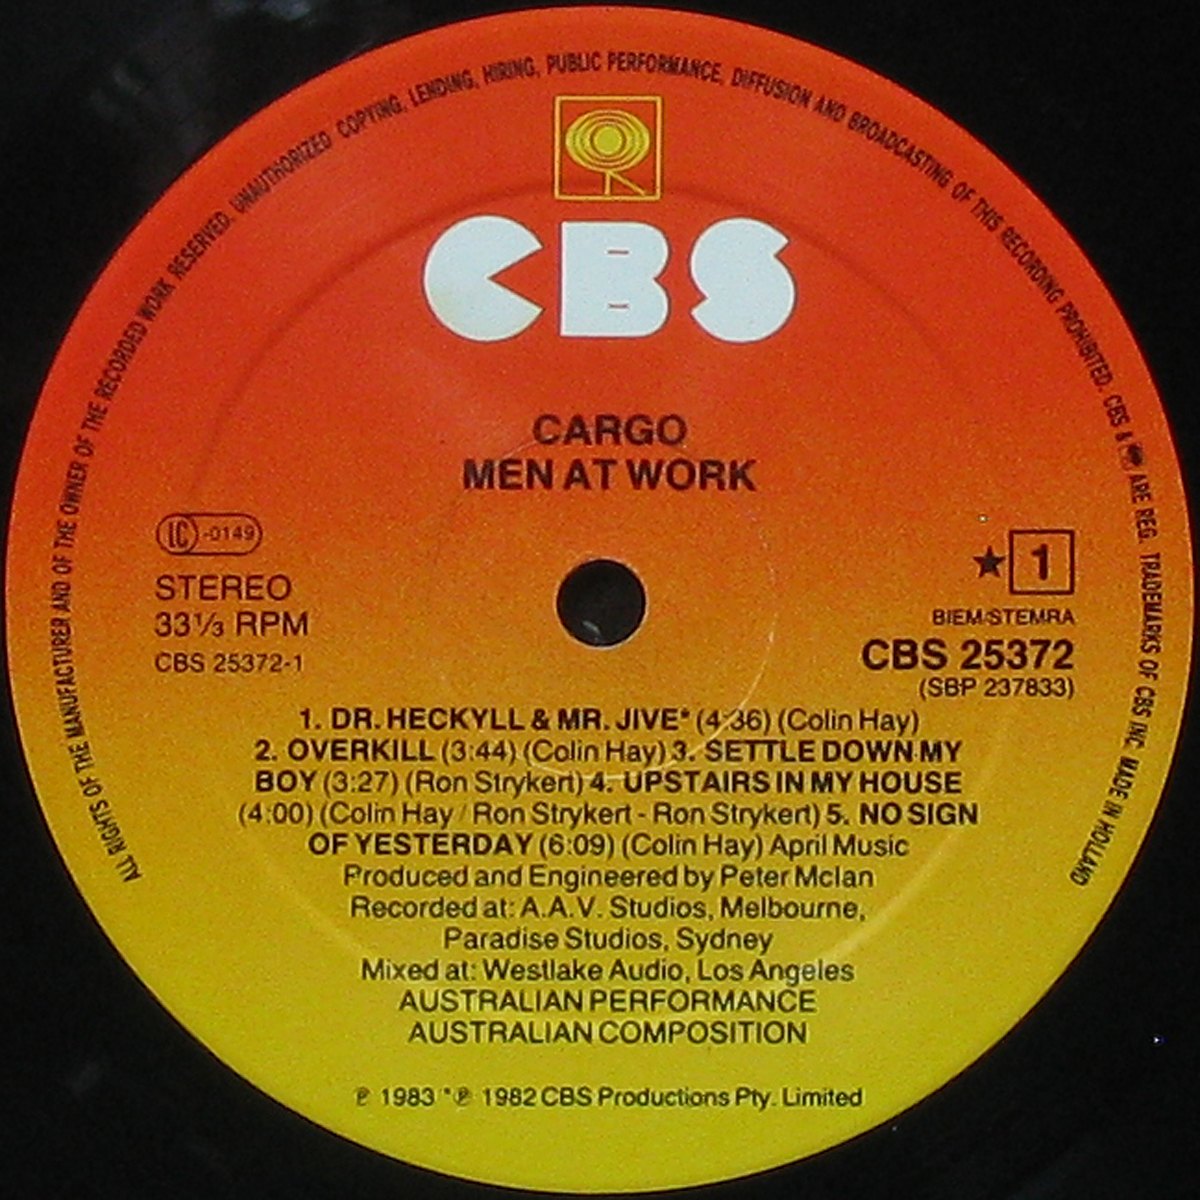 ALL RIGHTS OF THE MANUFACTURER AND OF THE OWNER OF THE RECORDED WORK RESERVED. UNAUTHORIZED COPYING, LENDING, HIRING, PUBLIC PERFORMANCE, DIFFUSION AND BROADCASTING OF THIS RECORDING PROHIBITED. CBS & ARE REG. TRADEMARKS OF CBS INC. MADE IN HOLLAND
CBS
CARGO
MEN AT WORK
LC -0149
STEREO
33⅓ RPM
CBS 25372-1
★ 1
BIEM/STEMRA
CBS 25372
(SBP 237833)
1. DR. HECKYLL & MR. JIVE* (4:36) (Colin Hay)
2. OVERKILL (3:44) (Colin Hay) 3. SETTLE DOWN MY
BOY (3:27) (Ron Strykert) 4. UPSTAIRS IN MY HOUSE
(4:00) (Colin Hay / Ron Strykert - Ron Strykert) 5. NO SIGN
OF YESTERDAY (6:09) (Colin Hay) April Music
Produced and Engineered by Peter McIan
Recorded at: A.A.V. Studios, Melbourne,
Paradise Studios, Sydney
Mixed at: Westlake Audio, Los Angeles
AUSTRALIAN PERFORMANCE
AUSTRALIAN COMPOSITION
℗ 1983 *℗ 1982 CBS Productions Pty. Limited